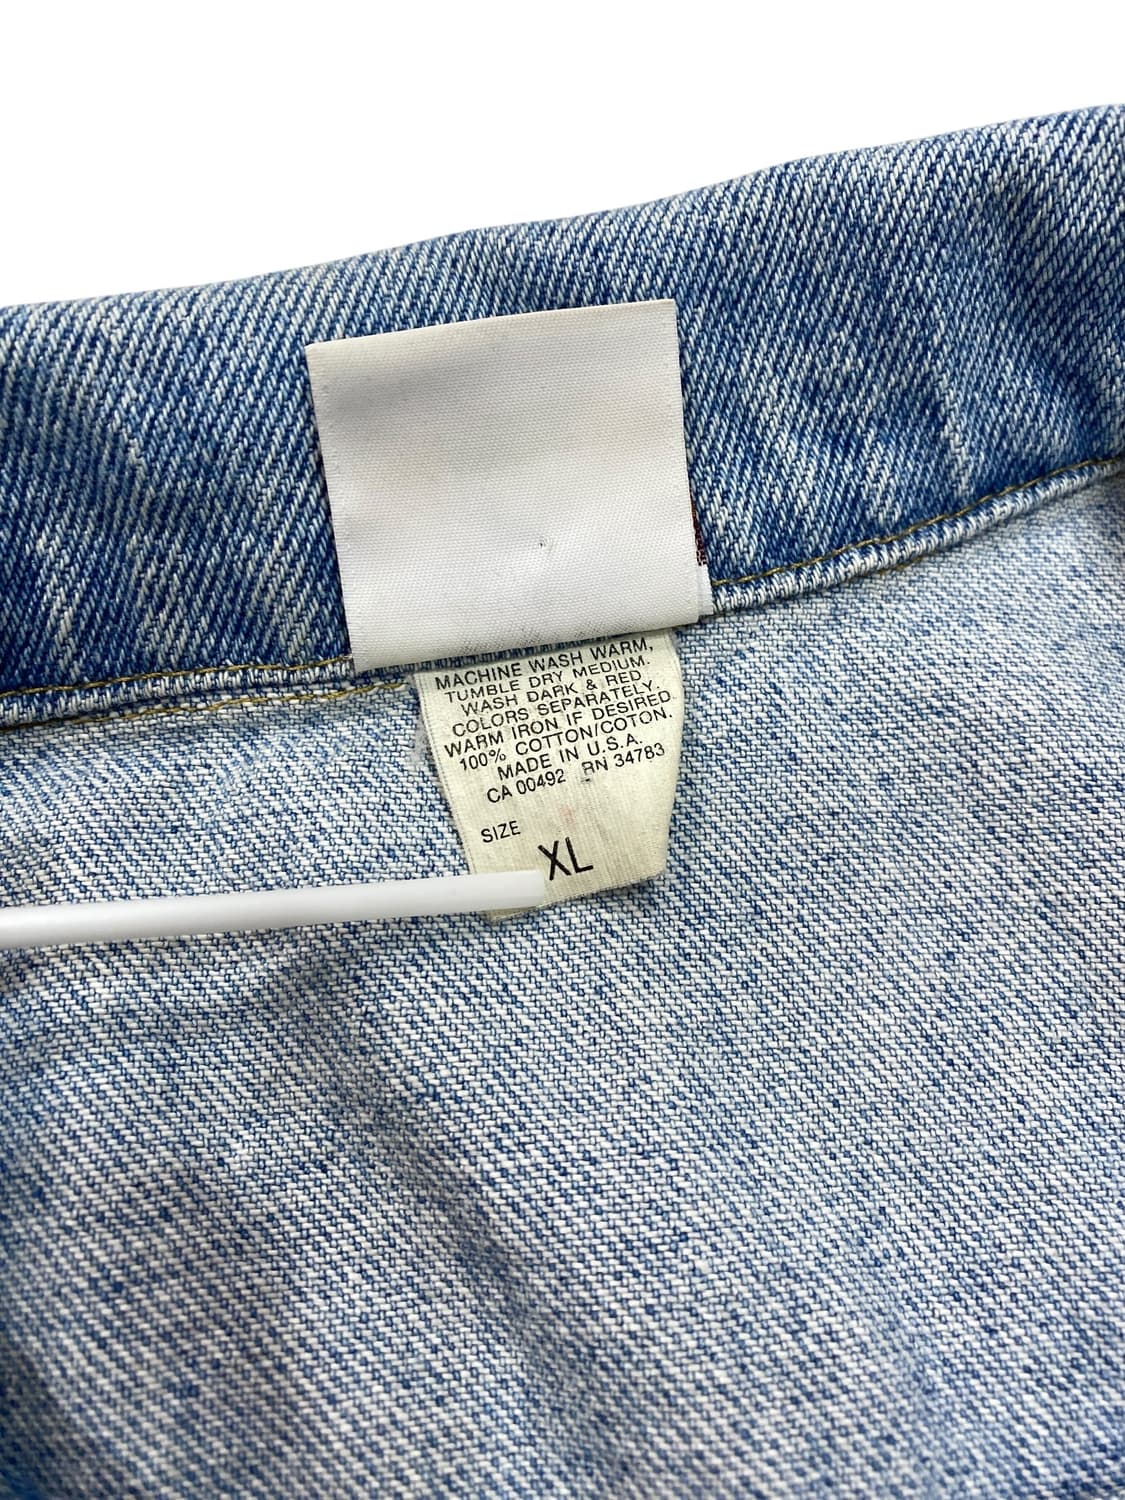 MACHINE WASH WARM,
TUMBLE DRY MEDIUM.
WASH DARK & RED
COLORS SEPARATELY.
WARM IRON IF DESIRED.
100% COTTON/COTON.
MADE IN U.S.A.
CA 00492 RN 34783
SIZE
XL